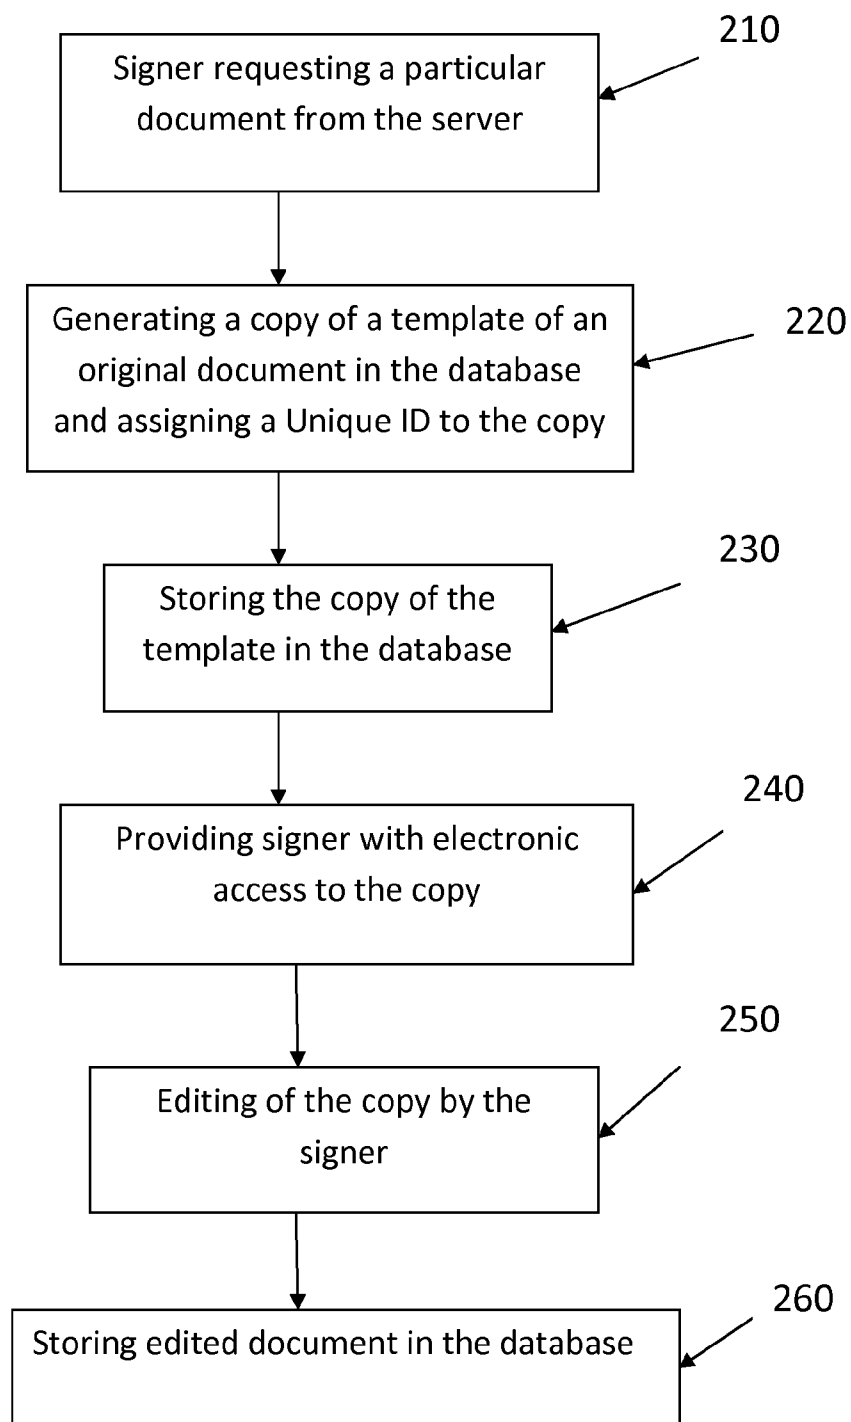 210
Signer requesting a particular
document from the server
220
Generating a copy of a template of an
original document in the database
and assigning a Unique ID to the copy
230
Storing the copy of the
template in the database
240
Providing signer with electronic
access to the copy
250
Editing of the copy by the
signer
260
Storing edited document in the database